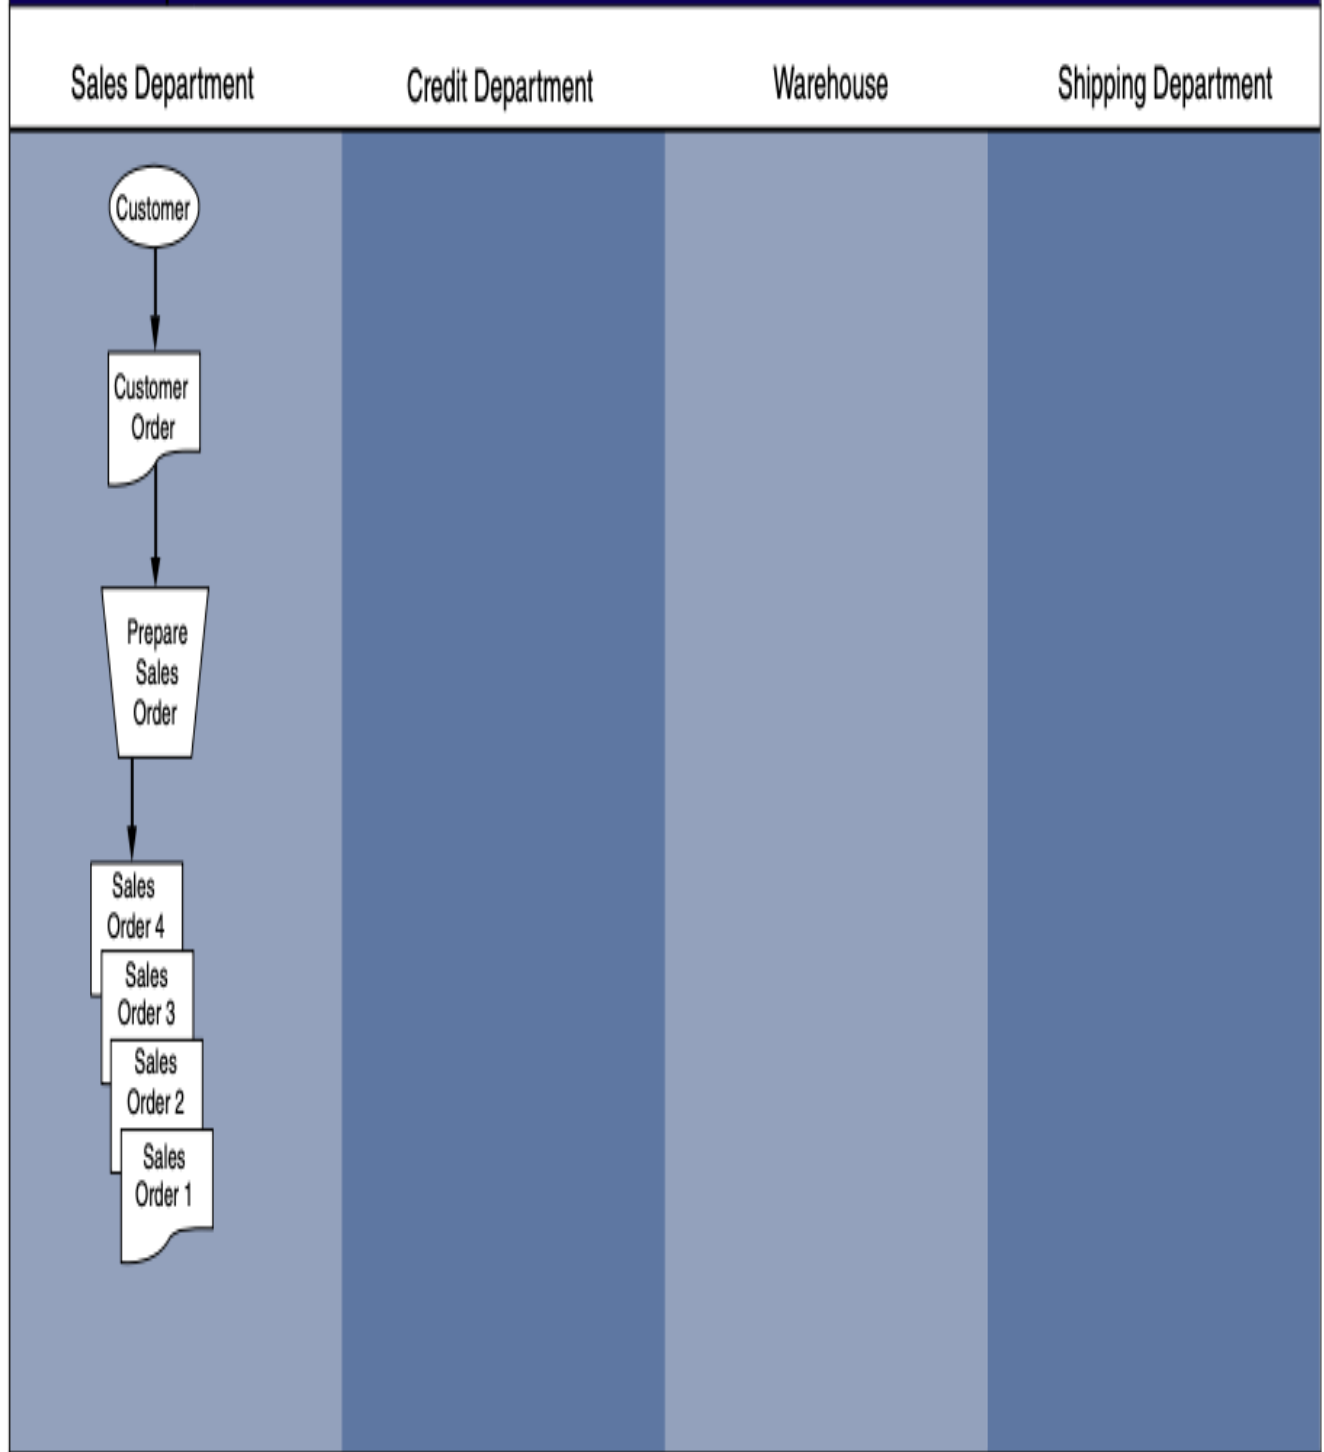 Sales Department
Credit Department
Warehouse
Shipping Department
Customer
Customer
Order
Prepare
Sales
Order
Sales
Order 4
Sales
Order 3
Sales
Order 2
Sales
Order 1